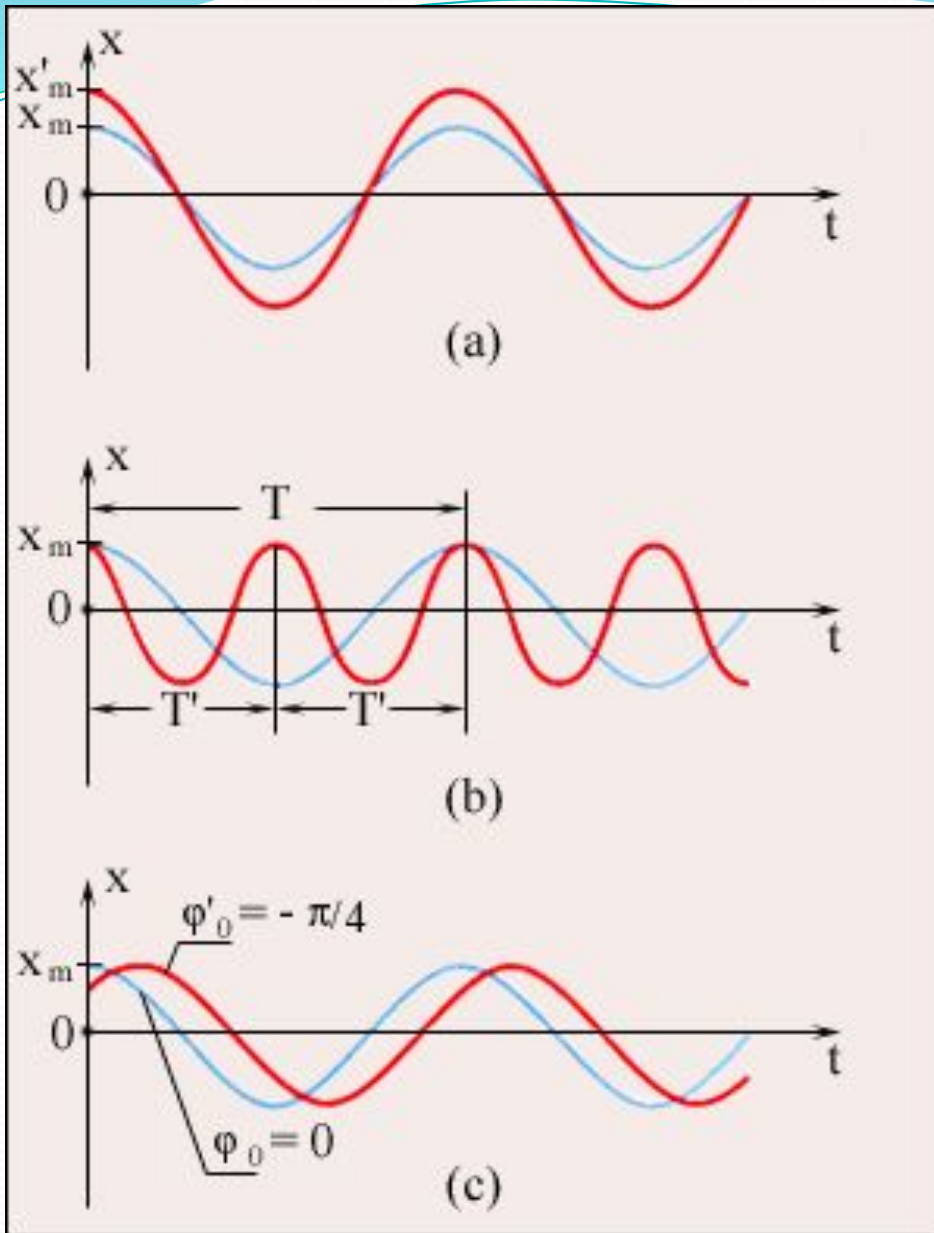 x
x'm
xm
0
t
(a)
x
T
xm
0
t
T' T'
(b)
x
φ'0 = - π/4
xm
0
t
φ0 = 0
(c)